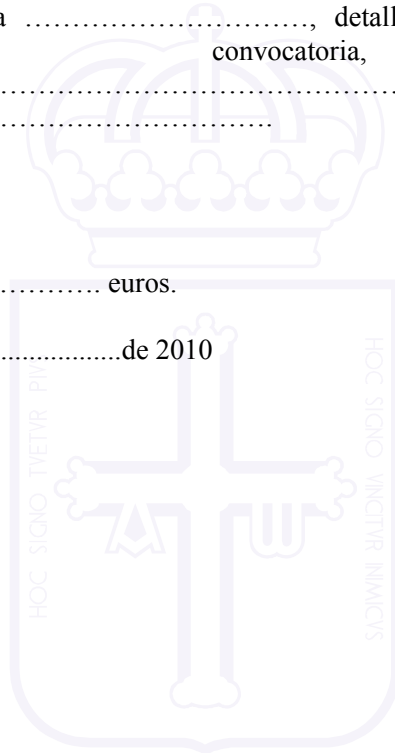 a …………………………, detall
convocatoria,
……………………………………
……………………….
………. euros.
..................de 2010
HOC SIGNO TVETVR PIV
HOC SIGNO VINCITVR INIMICVS